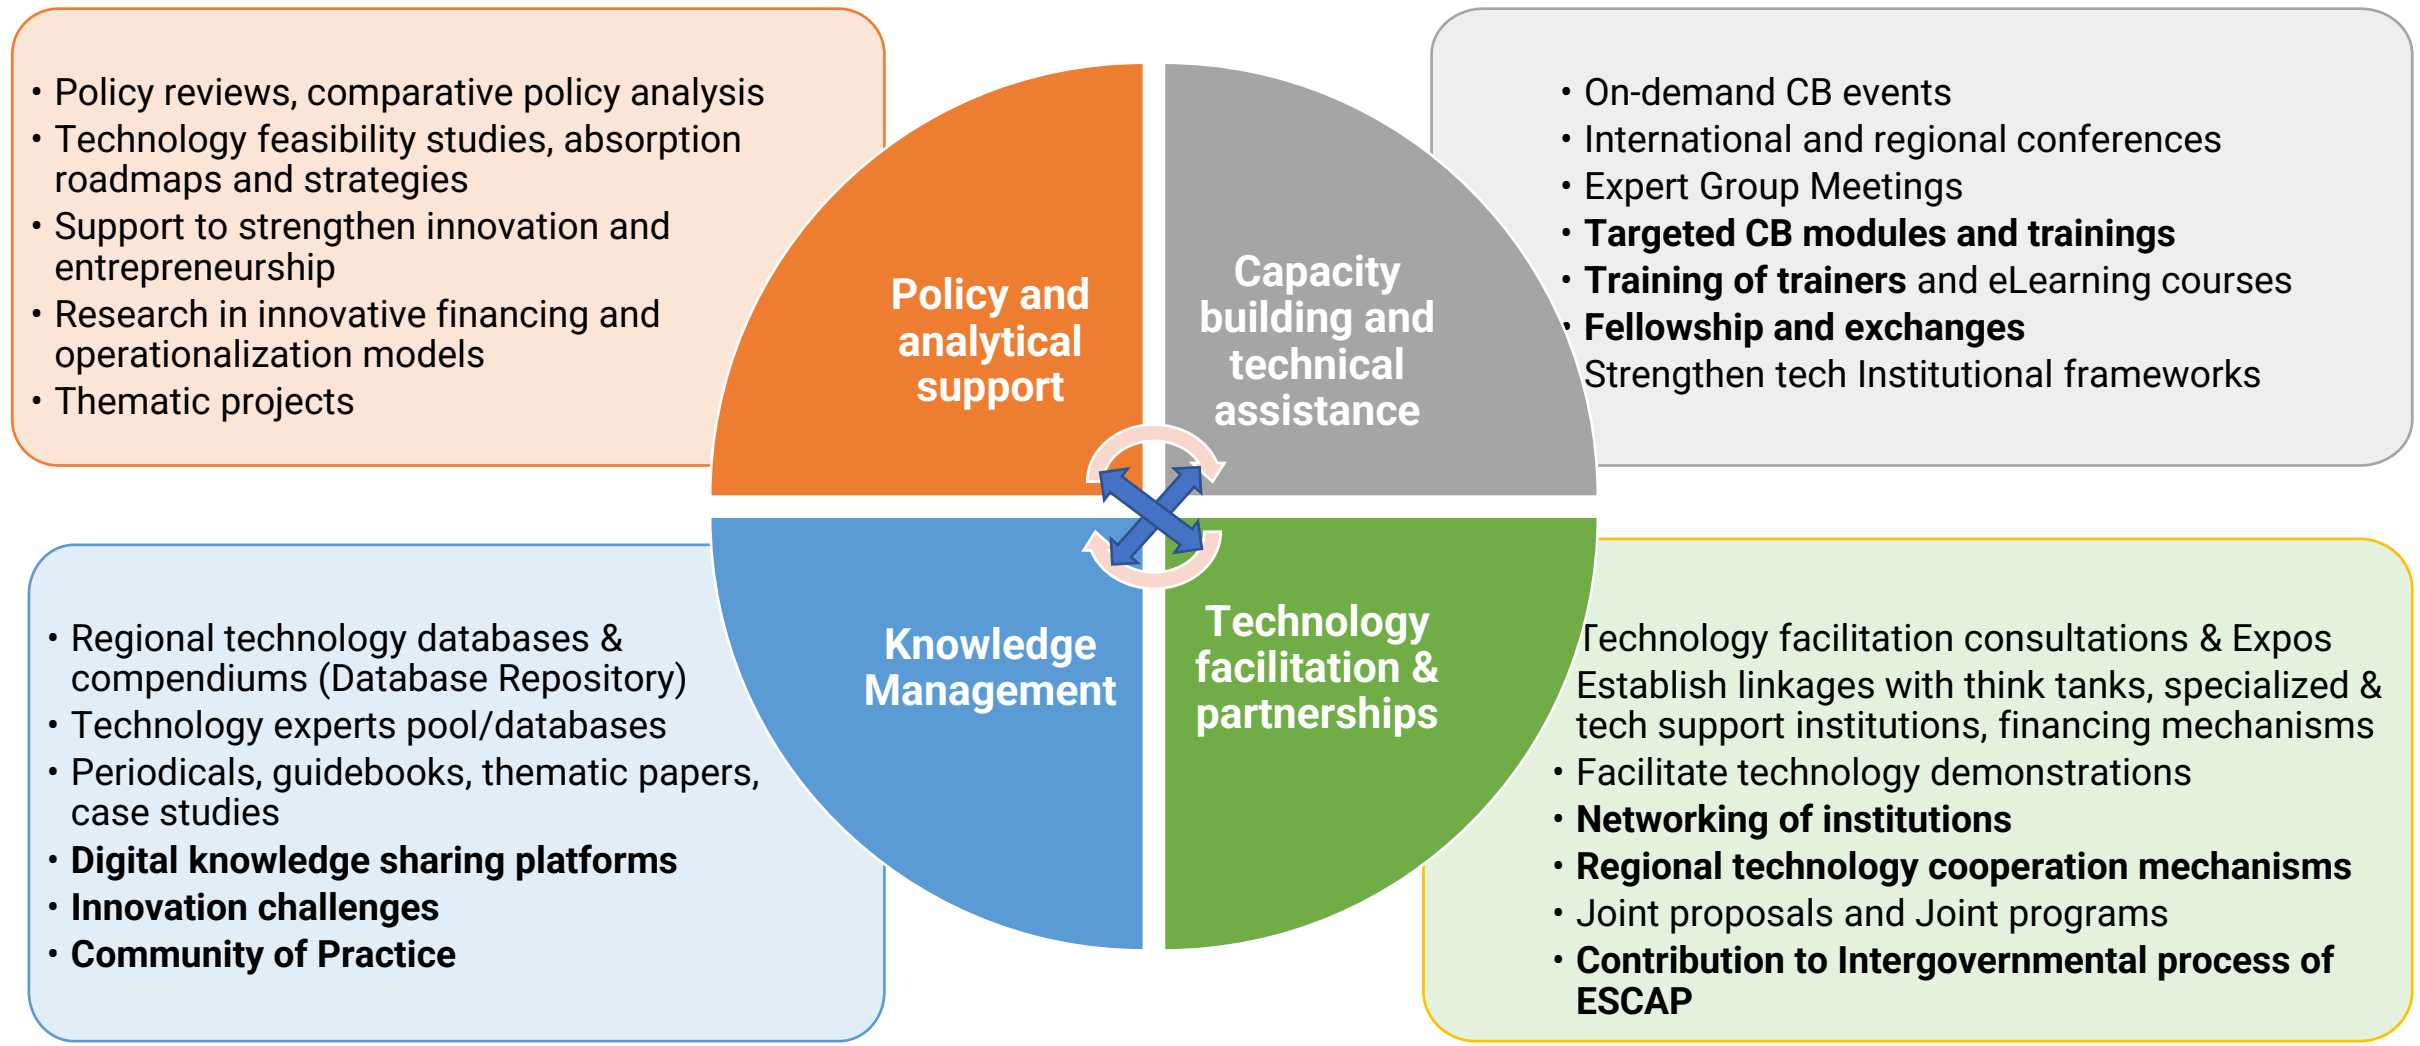 • Policy reviews, comparative policy analysis
• Technology feasibility studies, absorption
roadmaps and strategies
• Support to strengthen innovation and
entrepreneurship
• Research in innovative financing and
operationalization models
• Thematic projects
Policy and
analytical
support
Capacity
building and
technical
assistance
• On-demand CB events
• International and regional conferences
• Expert Group Meetings
• Targeted CB modules and trainings
• Training of trainers and eLearning courses
• Fellowship and exchanges
Strengthen tech Institutional frameworks
• Regional technology databases &
compendiums (Database Repository)
• Technology experts pool/databases
• Periodicals, guidebooks, thematic papers,
case studies
• Digital knowledge sharing platforms
• Innovation challenges
• Community of Practice
Knowledge
Management
Technology
facilitation &
partnerships
Technology facilitation consultations & Expos
Establish linkages with think tanks, specialized &
tech support institutions, financing mechanisms
• Facilitate technology demonstrations
• Networking of institutions
• Regional technology cooperation mechanisms
• Joint proposals and Joint programs
• Contribution to Intergovernmental process of
ESCAP